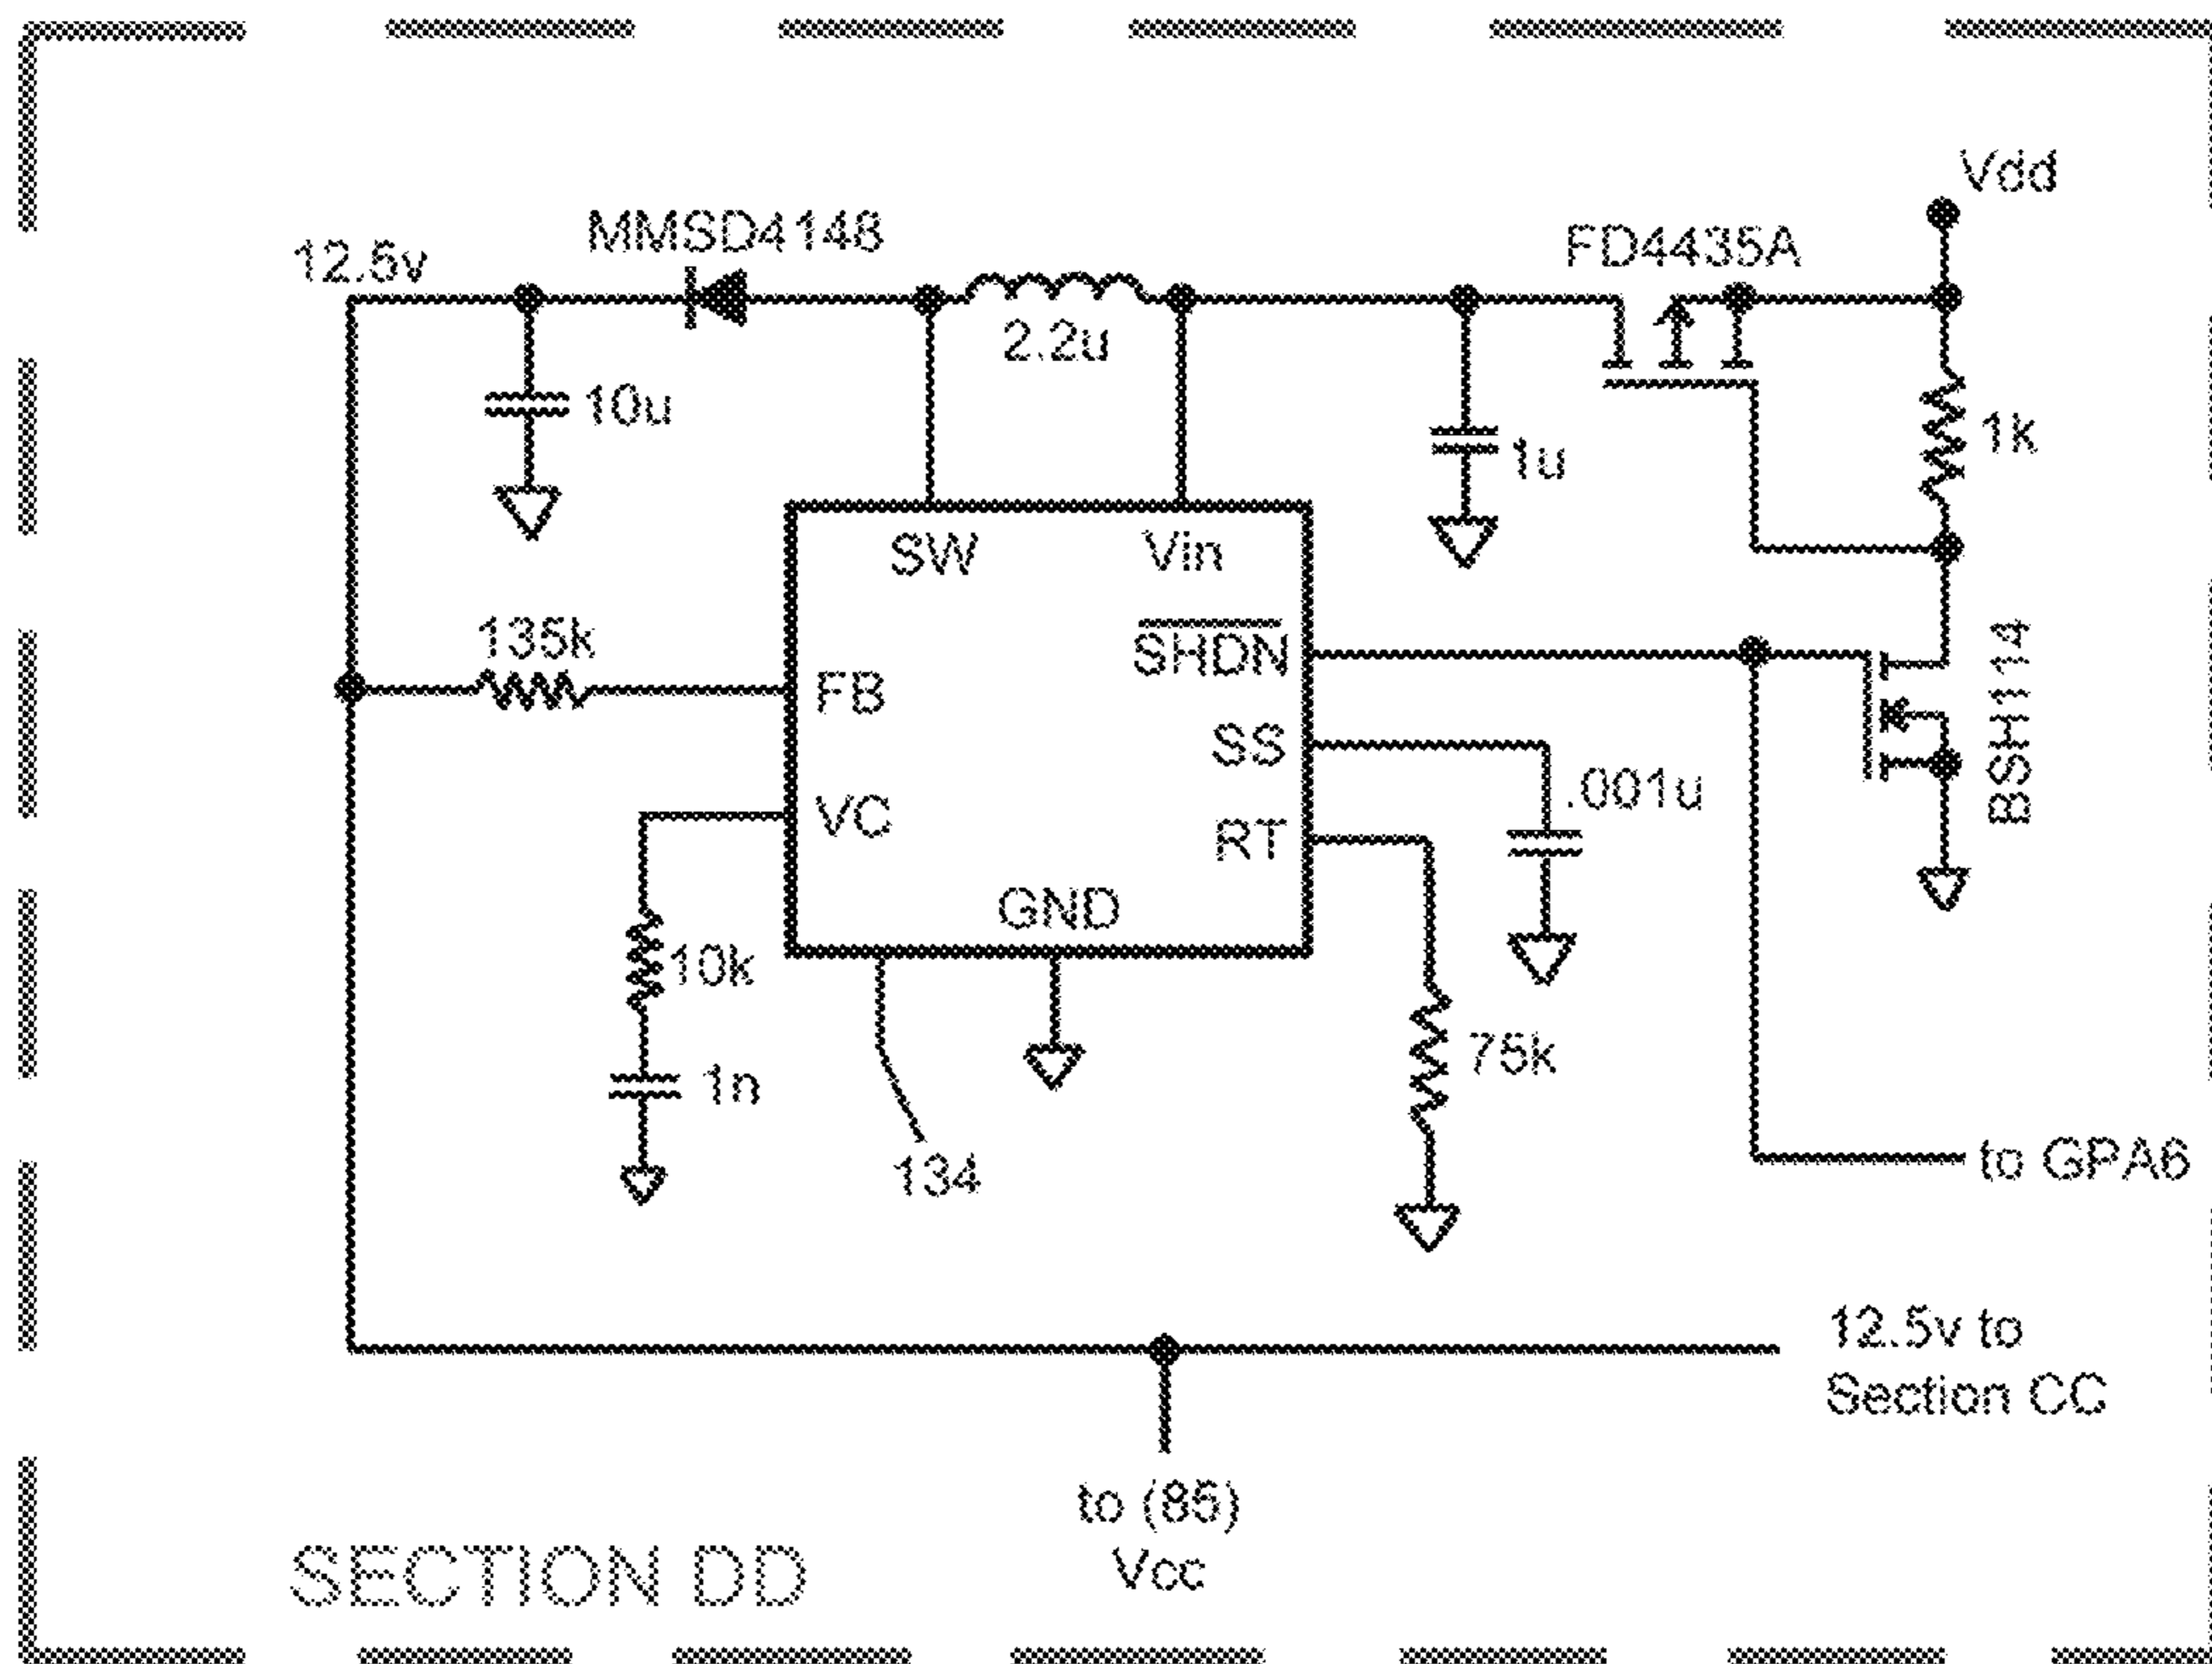 Vdd
MMSD4148
FD4435A
12.5v
2.2u
10u
1k
1u
SW
Vin
135k
SHDN
FB
BSH114
SS
.001u
VC
RT
GND
10k
75k
1n
134
to GPA6
12.5v to
Section CC
to (85)
Vcc
SECTION DD